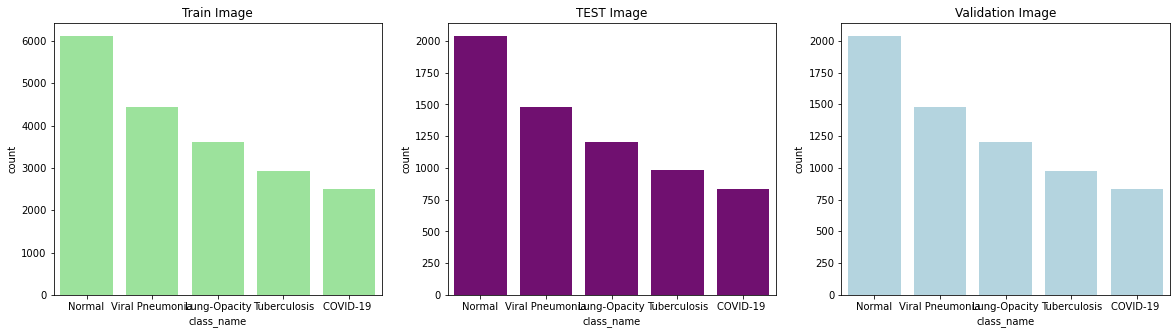 Train Image
6000
5000
4000
3000
2000
1000
0
count
Normal Viral Pneumonia Lung-Opacity Tuberculosis COVID-19
class_name
TEST Image
2000
1750
1500
1250
1000
750
500
250
0
count
Normal Viral Pneumonia Lung-Opacity Tuberculosis COVID-19
class_name
Validation Image
2000
1750
1500
1250
1000
750
500
250
0
count
Normal Viral Pneumonia Lung-Opacity Tuberculosis COVID-19
class_name